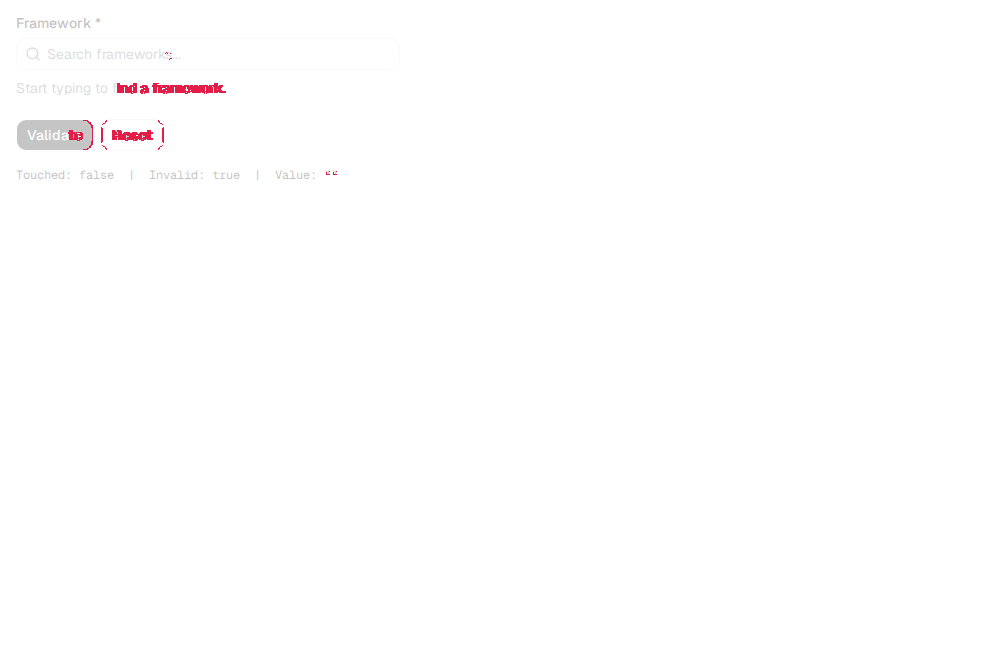 Framework *
Search frameworks...
Start typing to find a framework.
Validate Reset
Touched: false | Invalid: true | Value: ""